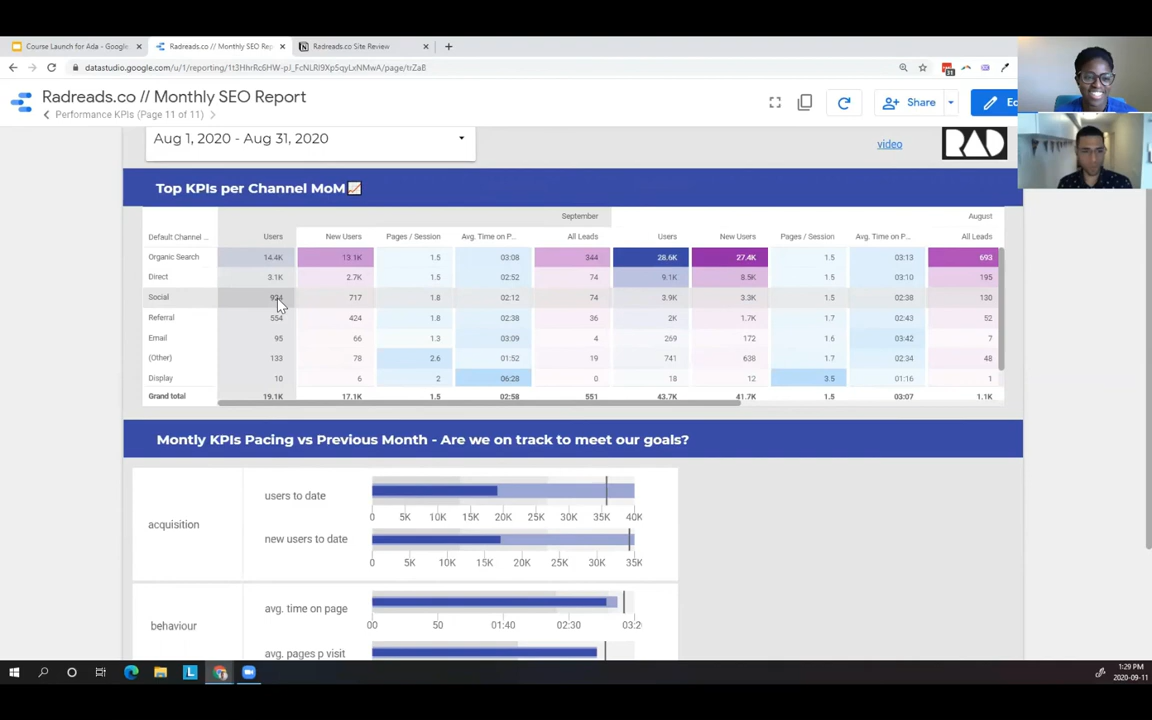 Course Launch for Ada - Google
Radreads.co // Monthly SEO Repo
Radreads.co Site Review
datastudio.google.com/u/1/reporting/1t3HhrRc6HW-pJ_FcNLRl9XpSqyLxNMwA/page/trZaB
31
Radreads.co // Monthly SEO Report
Performance KPIs (Page 11 of 11)
Share
Aug 1, 2020 - Aug 31, 2020
video
RAD
Top KPIs per Channel MoM
September August
Default Channel ... Users New Users Pages / Session Avg. Time on P... All Leads Users New Users Pages / Session Avg. Time on P... All Leads
Organic Search 14.4K 13.1K 1.5 03:08 344 28.6K 27.4K 1.5 03:13 693
Direct 3.1K 2.7K 1.5 02:52 74 9.1K 8.5K 1.5 03:10 195
Social 717 1.8 02:12 74 3.9K 3.3K 1.5 02:38 130
Referral 554 424 1.8 02:38 36 2K 1.7K 1.7 02:43 52
Email 95 66 1.3 03:09 4 269 172 1.6 03:42 7
(Other) 133 78 2.6 01:52 19 741 638 1.7 02:34 48
Display 10 6 2 06:28 0 18 12 3.5 01:16 1
Grand total 19.1K 17.1K 1.5 02:58 551 43.7K 41.7K 1.5 03:07 1.1K
Montly KPIs Pacing vs Previous Month - Are we on track to meet our goals?
acquisition
users to date
0 5K 10K 15K 20K 25K 30K 35K 40K
new users to date
0 5K 10K 15K 20K 25K 30K 35K
behaviour
avg. time on page
00 50 01:40 02:30 03:2
avg. pages p visit
1:29 PM
2020-09-11